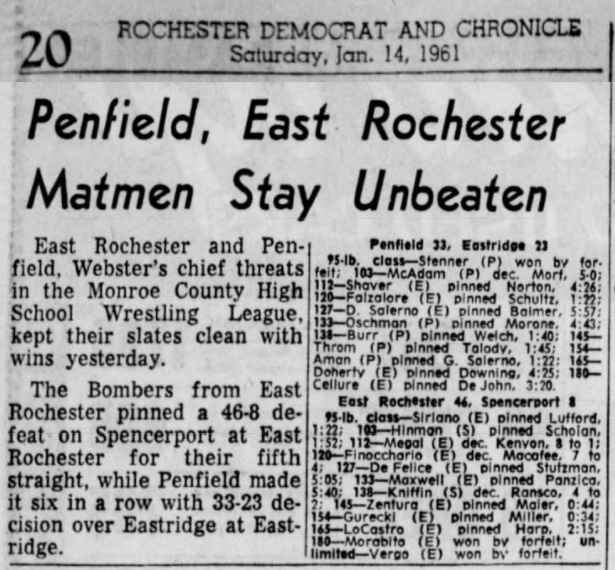 20
ROCHESTER DEMOCRAT AND CHRONICLE
Saturday, Jan. 14, 1961
Penfield, East Rochester
Matmen Stay Unbeaten
East Rochester and Pen-
field, Webster's chief threats
in the Monroe County High
School Wrestling League,
kept their slates clean with
wins yesterday.
The Bombers from East
Rochester pinned a 46-8 de-
feat on Spencerport at East
Rochester for their fifth
straight, while Penfield made
it six in a row with 33-23 de-
cision over Eastridge at East-
ridge.
Penfield 33, Eastridge 23
95-lb. class—Stenner (P) won by for-
feit; 103—McAdam (P) dec. Morf, 5-0;
112—Shaver (E) pinned Norton, 4:26;
120—Falzalore (E) pinned Schultz, 1:22;
127—D. Salerno (E) pinned Balmer, 5:57;
133—Oschman (P) pinned Morone, 4:43;
138—Burr (P) pinned Welch, 1:40; 145—
Throm (P) pinned Talady, 1:45; 154—
Aman (P) pinned G. Salerno, 1:22; 165—
Doherty (E) pinned Downing, 4:25; 180—
Cellure (E) pinned De John, 3:20.
East Rochester 46, Spencerport 8
95-lb. class—Siriano (E) pinned Lufford,
1:22; 103—Hinman (S) pinned Scholan,
1:52; 112—Megal (E) dec. Kenyon, 8 to 1;
120—Finocchario (E) dec. Macafee, 7 to
4; 127—De Felice (E) pinned Stutzman,
5:05; 133—Maxwell (E) pinned Panzica,
5:40; 138—Kniffin (S) dec. Ransco, 4 to
2; 145—Zentura (E) pinned Maier, 0:44;
154—Gurecki (E) pinned Miller, 0:34;
165—LoCastro (E) pinned Harp, 2:15;
180—Morabito (E) won by forfeit; un-
limited—Vergo (E) won by forfeit.